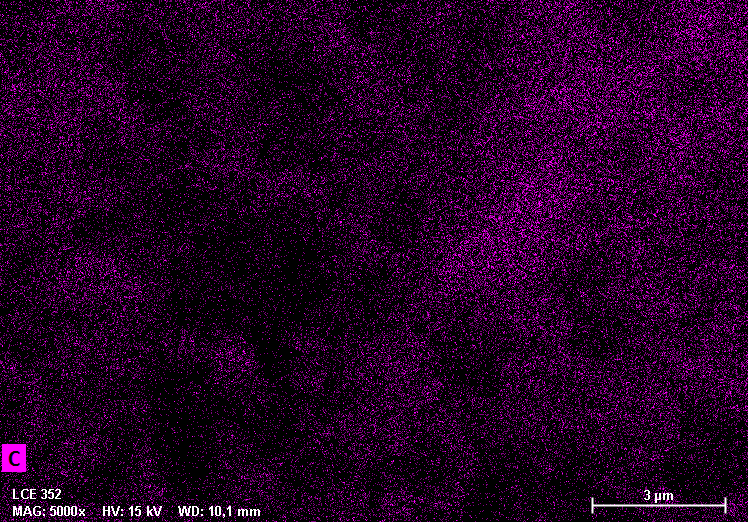 C
LCE 352
3 µm
MAG: 5000x HV: 15 kV WD: 10,1 mm